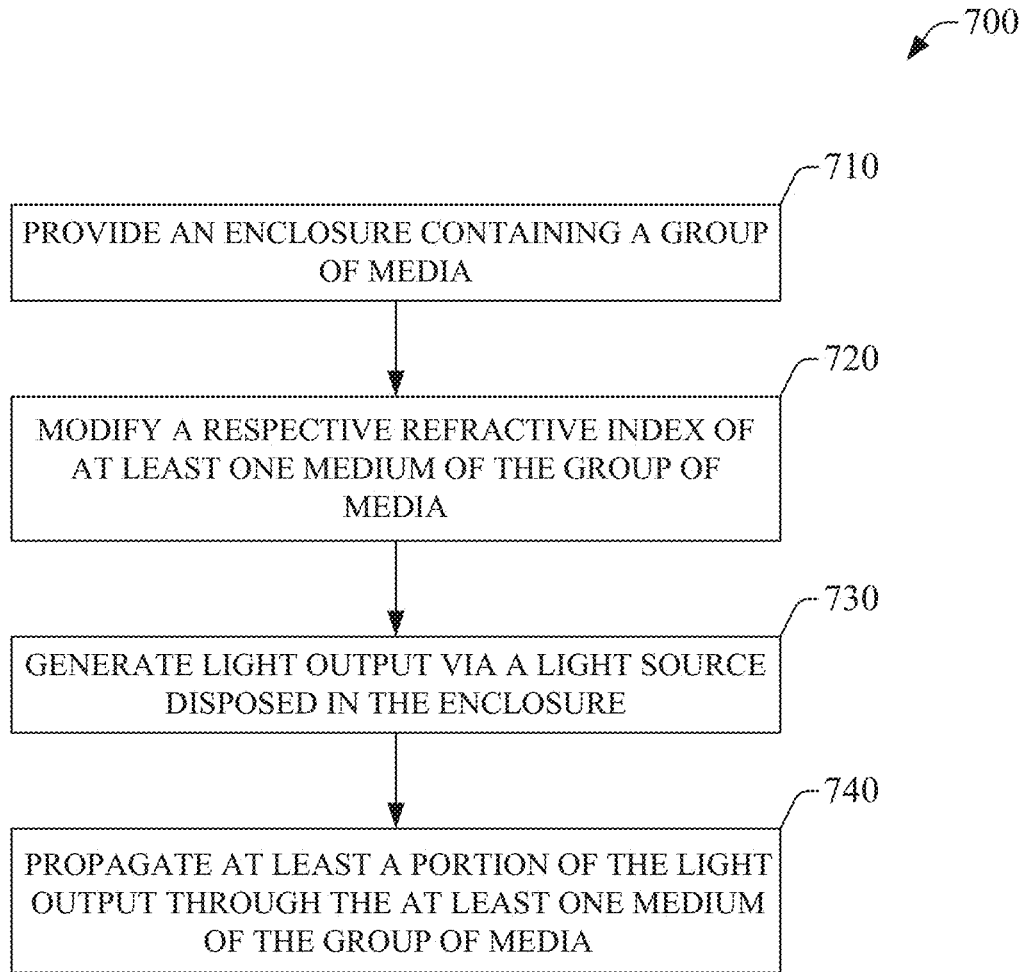 700
710
PROVIDE AN ENCLOSURE CONTAINING A GROUP
OF MEDIA
720
MODIFY A RESPECTIVE REFRACTIVE INDEX OF
AT LEAST ONE MEDIUM OF THE GROUP OF
MEDIA
730
GENERATE LIGHT OUTPUT VIA A LIGHT SOURCE
DISPOSED IN THE ENCLOSURE
740
PROPAGATE AT LEAST A PORTION OF THE LIGHT
OUTPUT THROUGH THE AT LEAST ONE MEDIUM
OF THE GROUP OF MEDIA